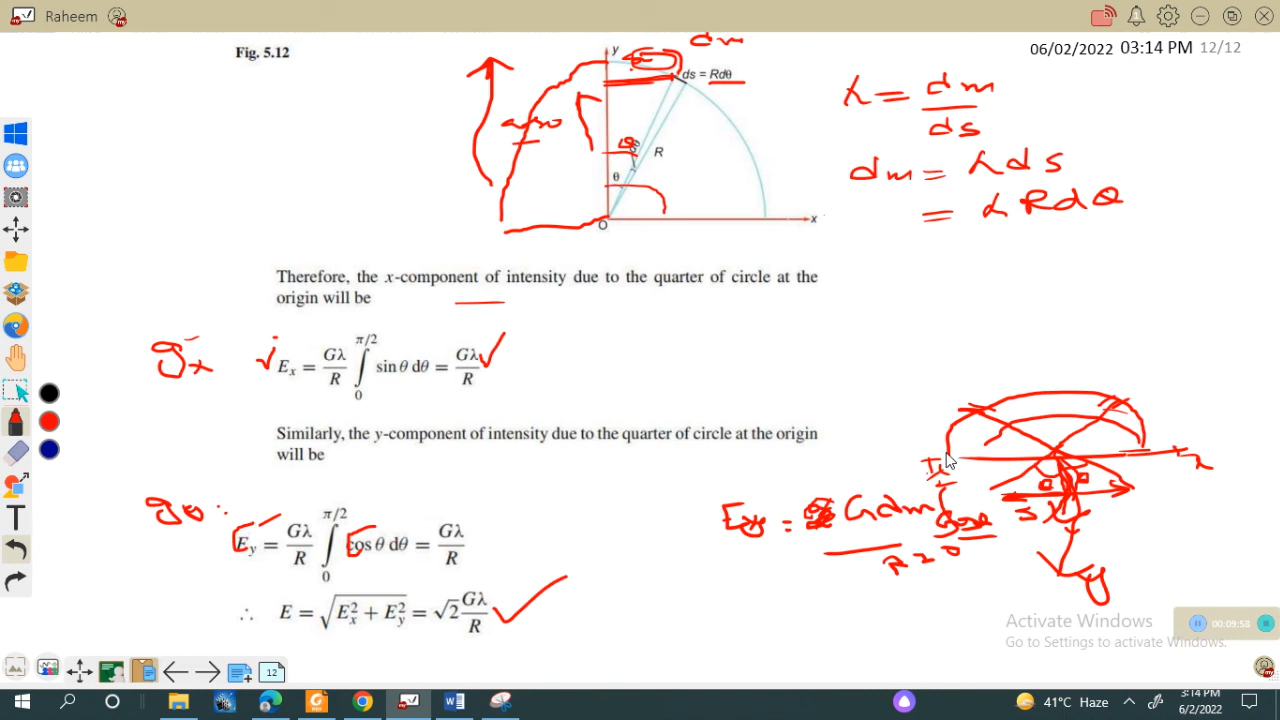 Raheem
Fig. 5.12
06/02/2022 03:14 PM 12/12
y
dm
ds = Rdθ
dθ
R
θ
O
x
λ = dm
ds
dm = λ ds
= λ R dθ
Therefore, the x-component of intensity due to the quarter of circle at the
origin will be
gx
Ex = Gλ/R ∫₀^π/2 sin θ dθ = Gλ/R
Similarly, the y-component of intensity due to the quarter of circle at the origin
will be
Ey = Gλ/R ∫₀^π/2 cos θ dθ = Gλ/R
∴ E = √Ex² + Ey² = √2 Gλ/R
x
y
Activate Windows
Go to Settings to activate Windows.
00:09:58
T
12
W
41°C Haze
3:14 PM
6/2/2022